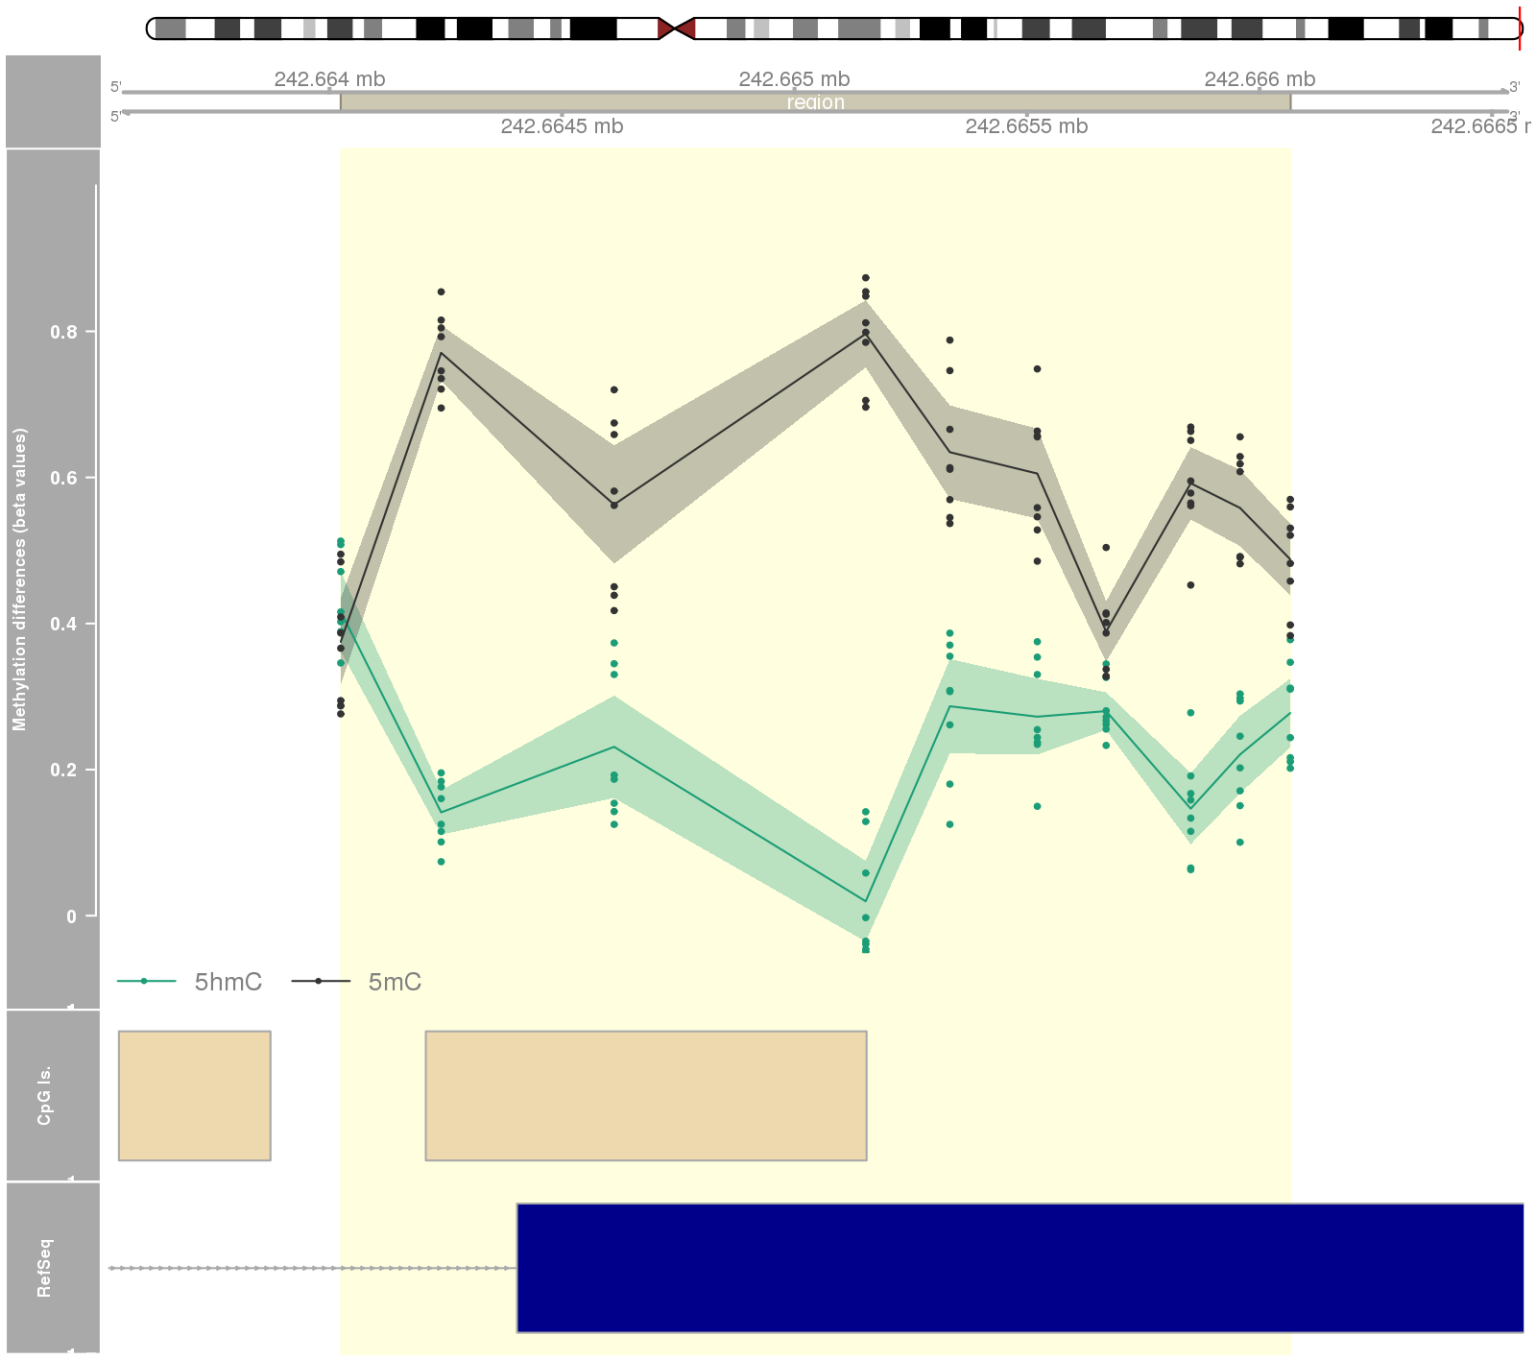 242.664 mb 242.665 mb 242.666 mb
5' 3'
region
5' 3'
242.6645 mb 242.6655 mb 242.6665 r
Methylation differences (beta values)
0.8
0.6
0.4
0.2
0
5hmC 5mC
CpG Is.
RefSeq